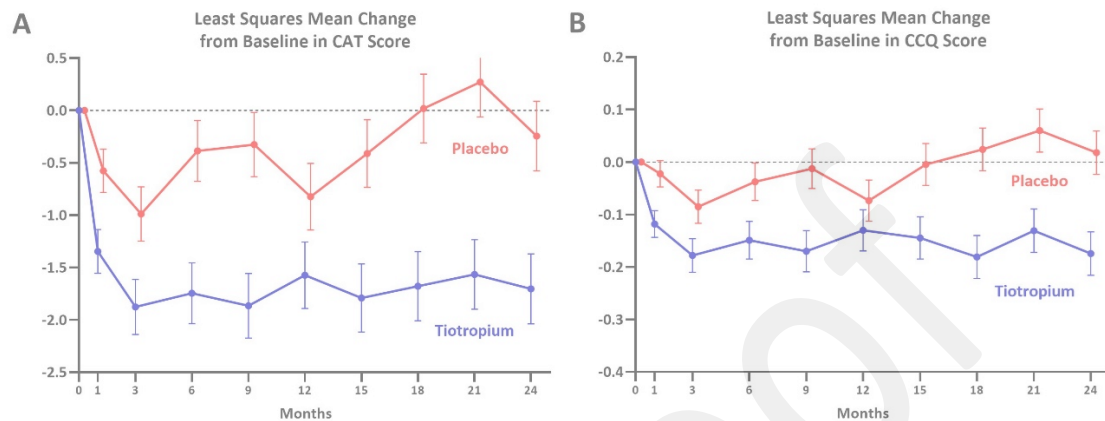 A
Least Squares Mean Change
from Baseline in CAT Score
0.5
0.0
-0.5
-1.0
-1.5
-2.0
-2.5
Placebo
Tiotropium
0 1 3 6 9 12 15 18 21 24
Months
B
Least Squares Mean Change
from Baseline in CCQ Score
0.2
0.1
0.0
-0.1
-0.2
-0.3
-0.4
Placebo
Tiotropium
0 1 3 6 9 12 15 18 21 24
Months